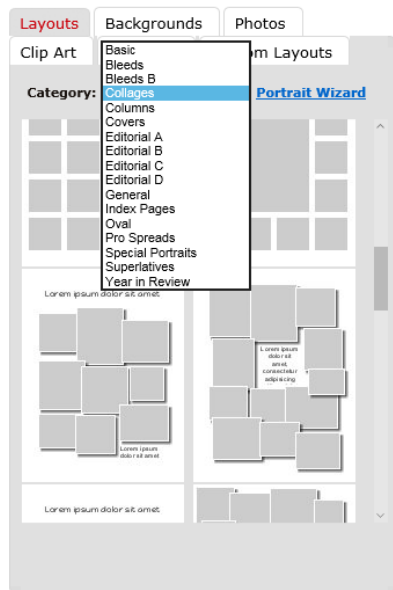 Layouts Backgrounds Photos
Clip Art om Layouts
Category: Portrait Wizard
Basic
Bleeds
Bleeds B
Collages
Columns
Covers
Editorial A
Editorial B
Editorial C
Editorial D
General
Index Pages
Oval
Pro Spreads
Special Portraits
Superlatives
Year in Review
Lorem ipsum dolor sit amet
Lorem ipsum
dolor sit amet
Lorem ipsum
dolor sit
amet,
consectetur
adipisicing
Lorem ipsum dolor sit amet